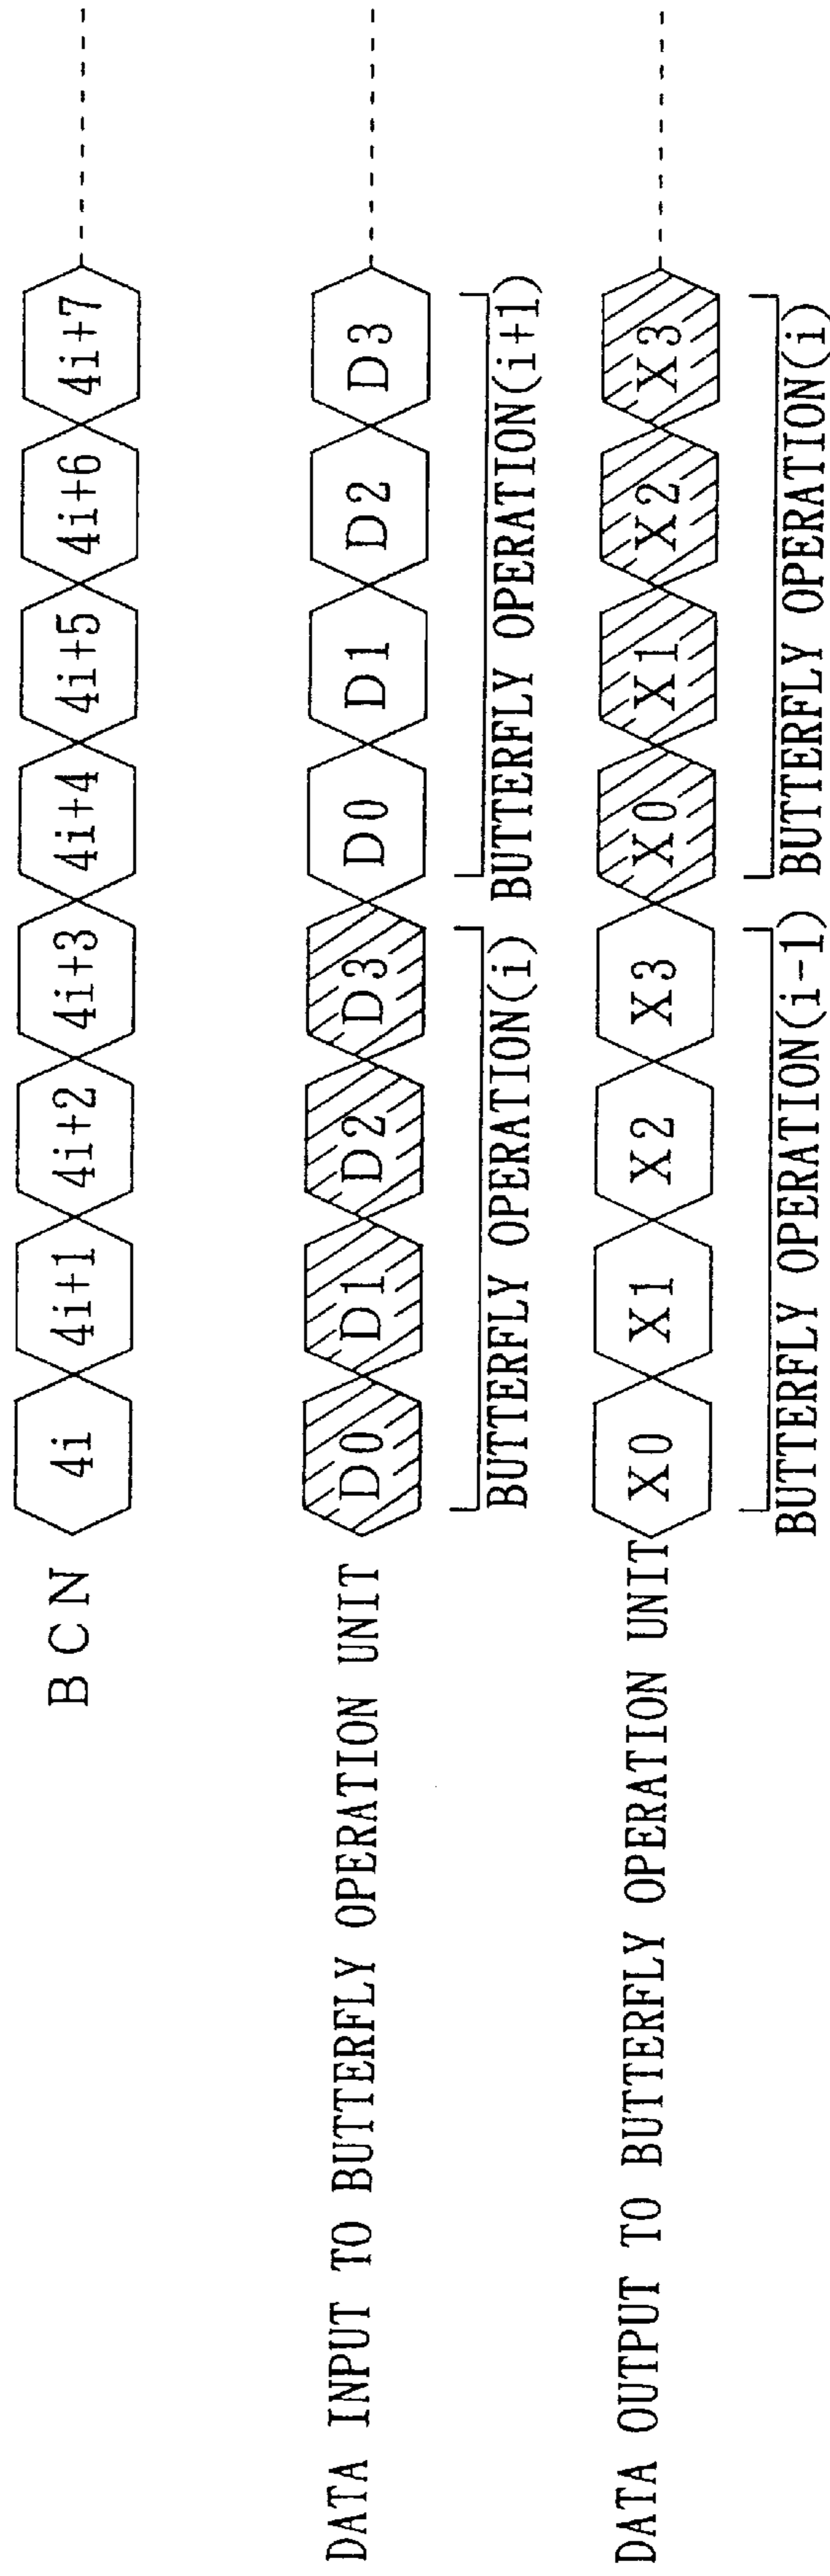 BCN 4i 4i+1 4i+2 4i+3 4i+4 4i+5 4i+6 4i+7
DATA INPUT TO BUTTERFLY OPERATION UNIT D0 D1 D2 D3 D0 D1 D2 D3
BUTTERFLY OPERATION(i) BUTTERFLY OPERATION(i+1)
DATA OUTPUT TO BUTTERFLY OPERATION UNIT X0 X1 X2 X3 X0 X1 X2 X3
BUTTERFLY OPERATION(i-1) BUTTERFLY OPERATION(i)